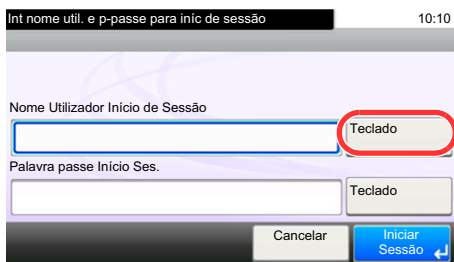 Int nome util. e p-passe para iníc de sessão 10:10
Nome Utilizador Início de Sessão
Teclado
Palavra passe Início Ses.
Teclado
Cancelar
Iniciar
Sessão